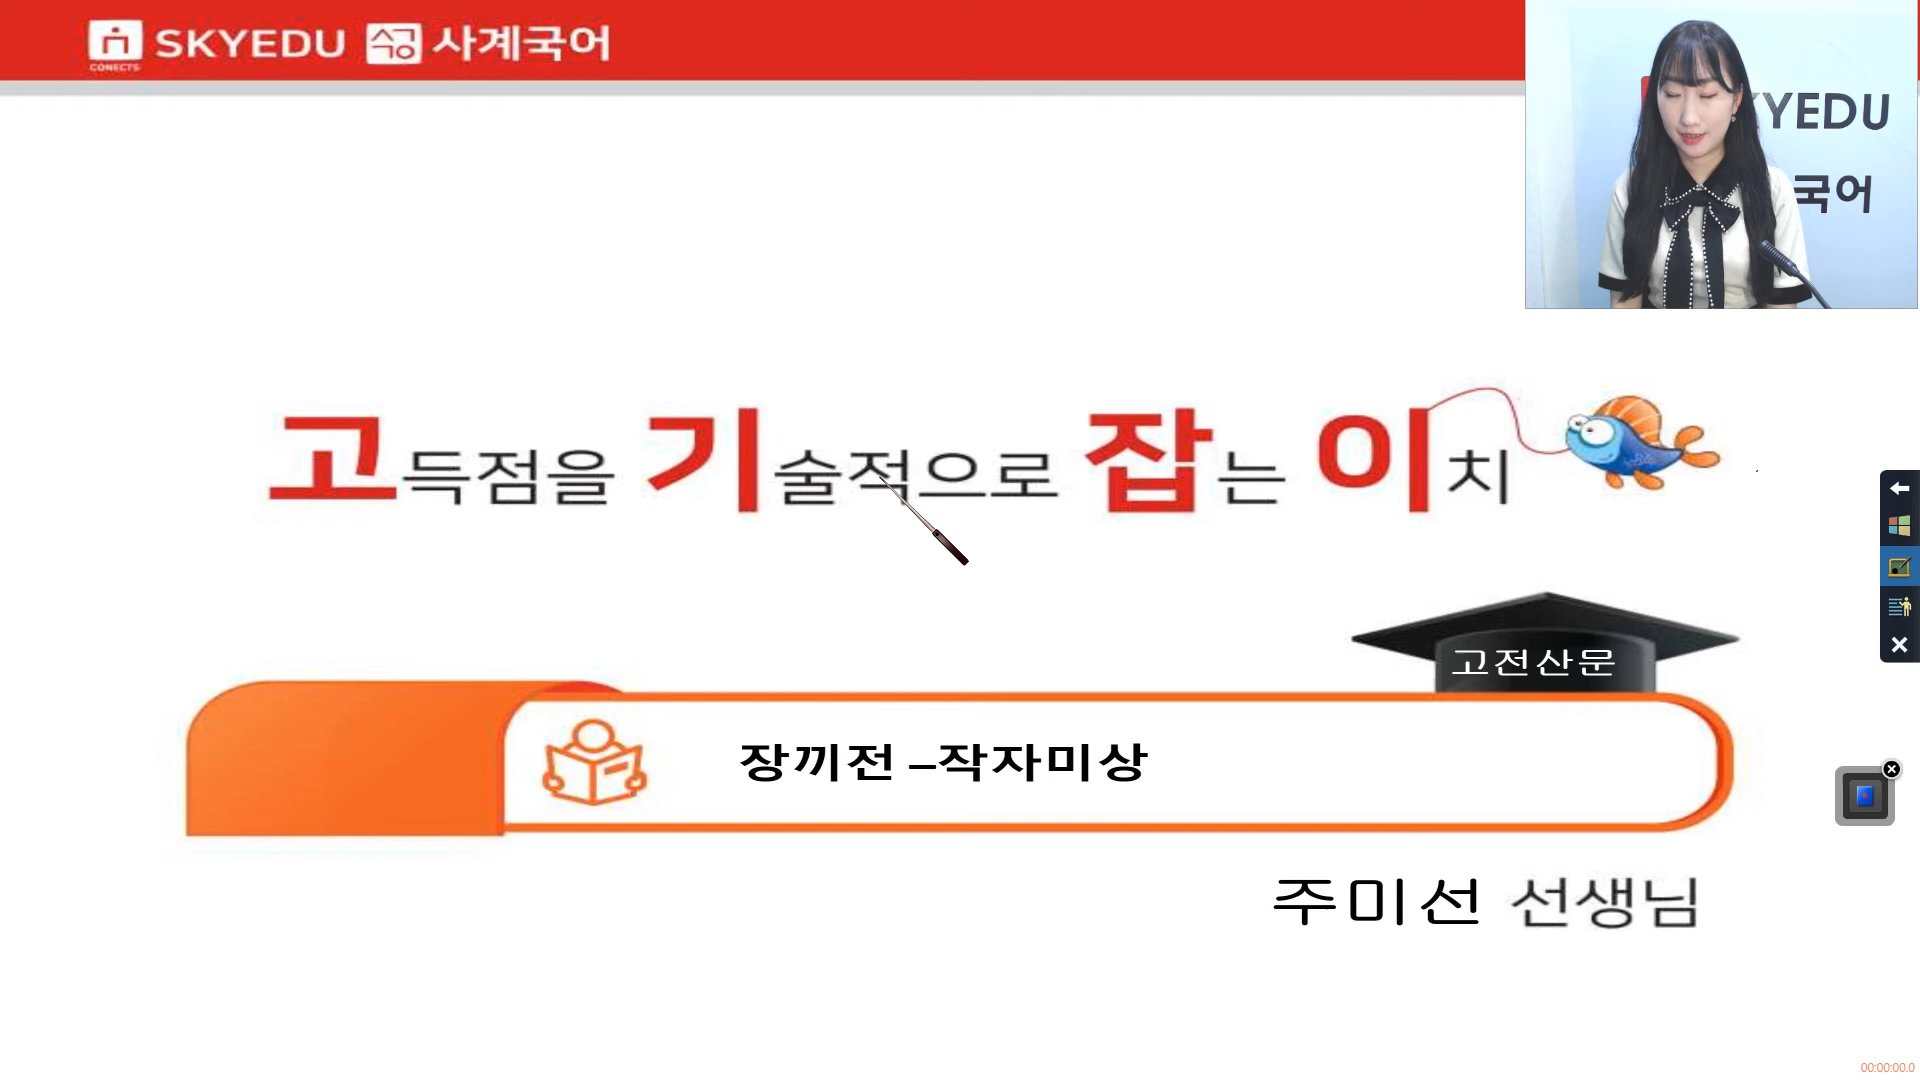 CONECTS SKYEDU 사계국어
YEDU
국어
고득점을 기술적으로 잡는 이치
고전산문
장끼전 –작자미상
주미선 선생님
00:00:00.0